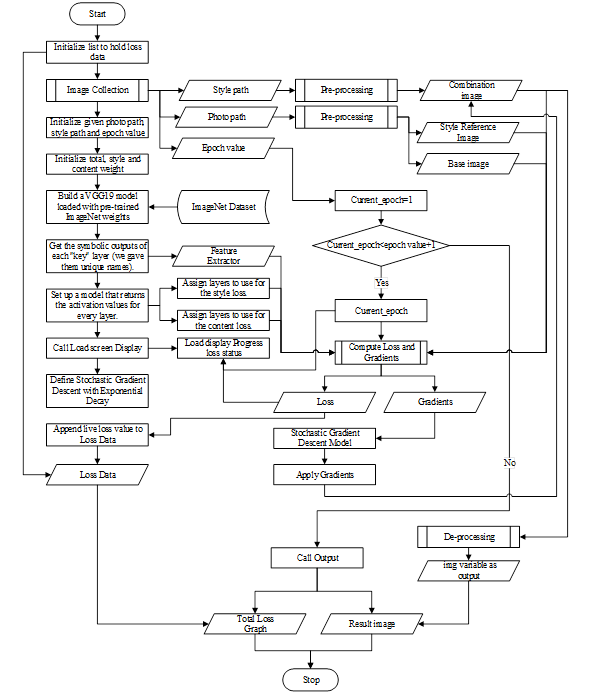 Start
Initialize list to hold loss
data
Image Collection
Style path
Pre-processing
Combination
image
Photo path
Pre-processing
Initialize given photo path,
style path and epoch value
Style Reference
Image
Epoch value
Base image
Initialize total, style and
content weight
Build a VGG19 model
loaded with pre-trained
ImageNet weights
ImageNet Dataset
Current_epoch=1
Get the symbolic outputs of
each "key" layer (we gave
them unique names).
Feature
Extractor
Current_epoch<epoch value+1
Yes
Set up a model that returns
the activation values for
every layer.
Assign layers to use for
the style loss.
Assign layers to use for
the content loss.
Current_epoch
Call Load screen Display
Load display Progress
loss status
Compute Loss and
Gradients
Define Stochastic Gradient
Descent with Exponential
Decay
Loss
Gradients
Append live loss value to
Loss Data
Stochastic Gradient
Descent Model
Loss Data
Apply Gradients
No
Call Output
De-processing
img variable as
output
Total Loss
Graph
Result image
Stop